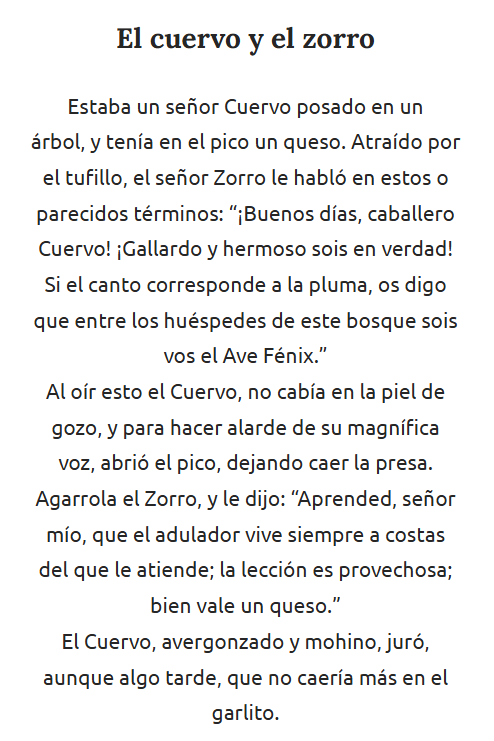 El cuervo y el zorro
Estaba un señor Cuervo posado en un
árbol, y tenía en el pico un queso. Atraído por
el tufillo, el señor Zorro le habló en estos o
parecidos términos: “¡Buenos días, caballero
Cuervo! ¡Gallardo y hermoso sois en verdad!
Si el canto corresponde a la pluma, os digo
que entre los huéspedes de este bosque sois
vos el Ave Fénix.”
Al oír esto el Cuervo, no cabía en la piel de
gozo, y para hacer alarde de su magnífica
voz, abrió el pico, dejando caer la presa.
Agarrola el Zorro, y le dijo: “Aprended, señor
mío, que el adulador vive siempre a costas
del que le atiende; la lección es provechosa;
bien vale un queso.”
El Cuervo, avergonzado y mohino, juró,
aunque algo tarde, que no caería más en el
garlito.